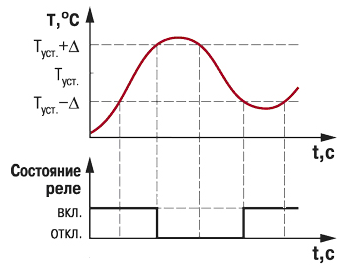 T,°C
Tуст.+Δ
Tуст.
Tуст.−Δ
t,c
Состояние
реле
вкл.
откл.
t,c